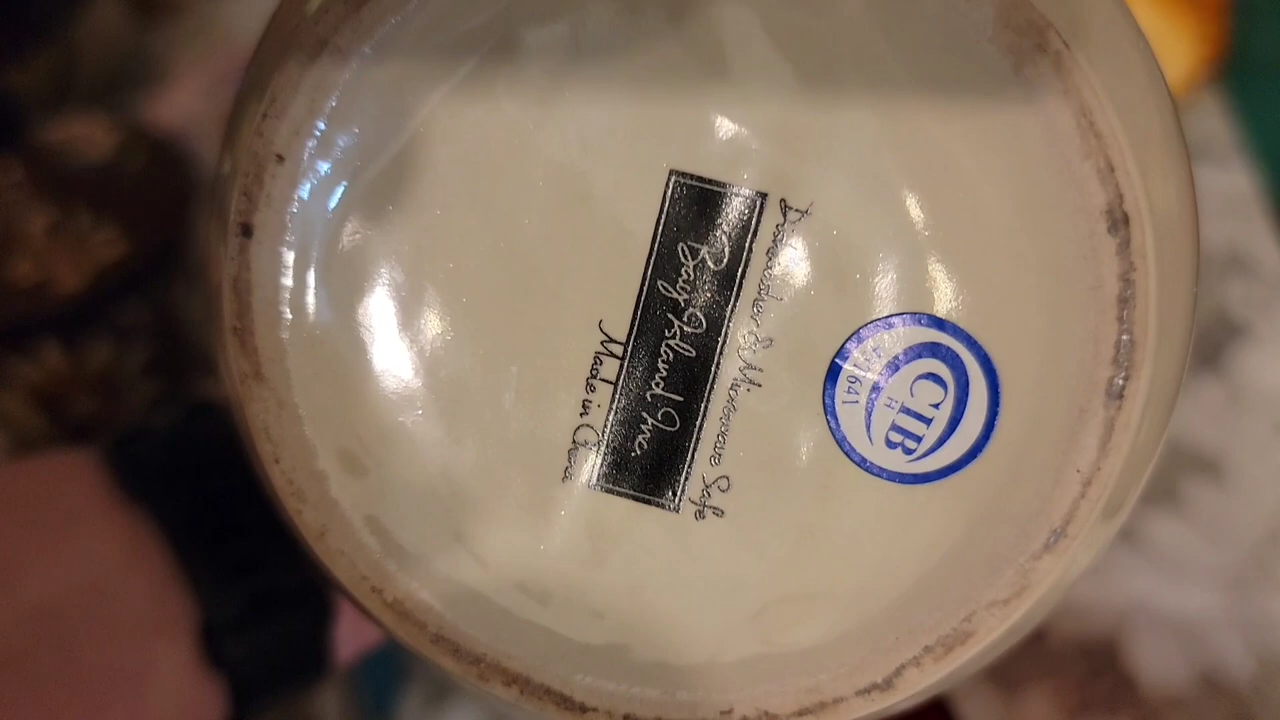 Dishwasher & Microwave Safe
Bay Island Inc.
Made in China
CIB
H